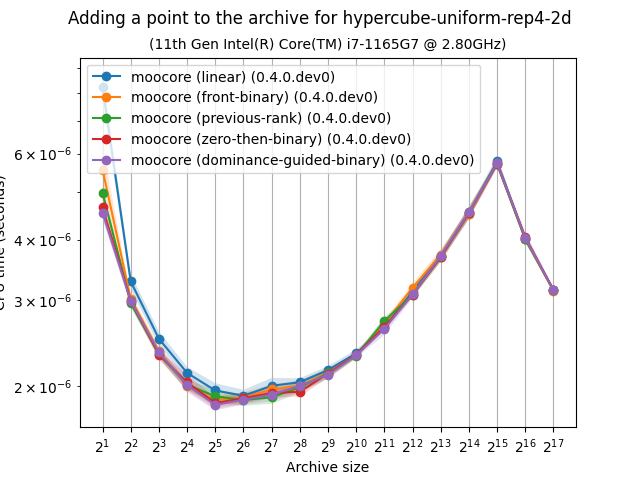 Adding a point to the archive for hypercube-uniform-rep4-2d
(11th Gen Intel(R) Core(TM) i7-1165G7 @ 2.80GHz)
moocore (linear) (0.4.0.dev0)
moocore (front-binary) (0.4.0.dev0)
moocore (previous-rank) (0.4.0.dev0)
moocore (zero-then-binary) (0.4.0.dev0)
moocore (dominance-guided-binary) (0.4.0.dev0)
6 × 10⁻⁶
4 × 10⁻⁶
3 × 10⁻⁶
2 × 10⁻⁶
2¹ 2² 2³ 2⁴ 2⁵ 2⁶ 2⁷ 2⁸ 2⁹ 2¹⁰ 2¹¹ 2¹² 2¹³ 2¹⁴ 2¹⁵ 2¹⁶ 2¹⁷
Archive size
time (seconds)